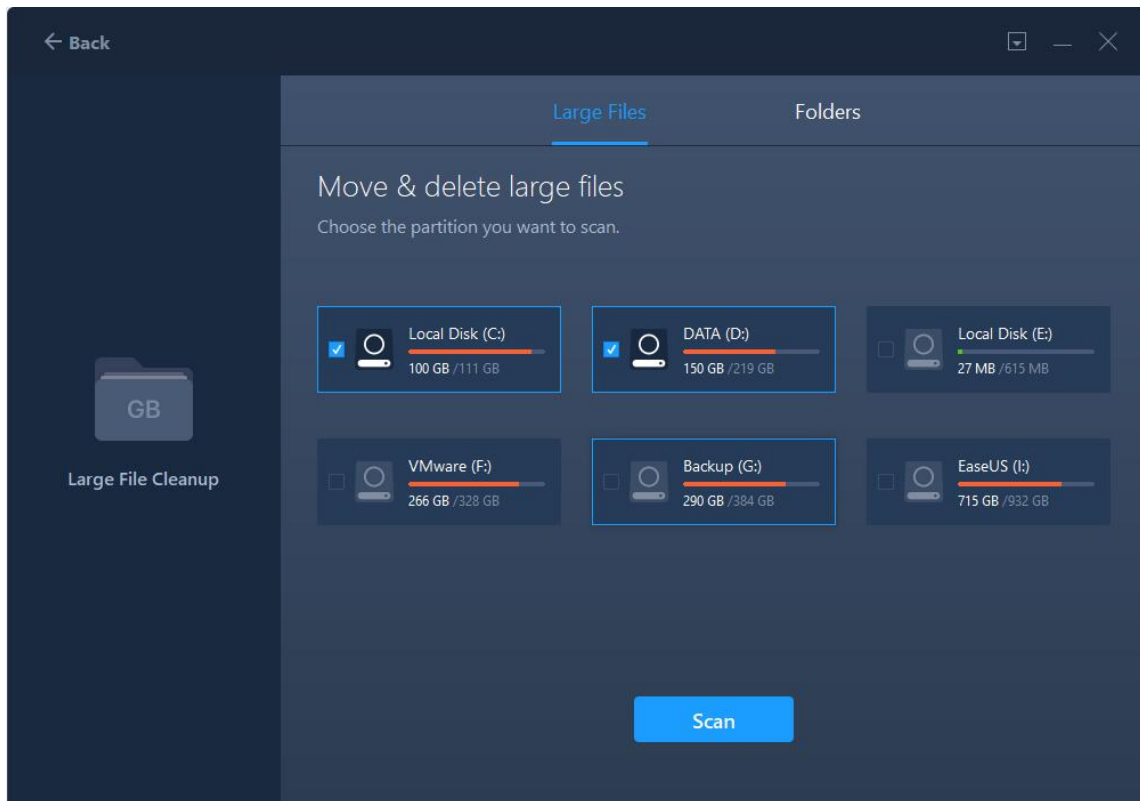 Back
Large Files
Folders
Move & delete large files
Choose the partition you want to scan.
Local Disk (C:)
100 GB /111 GB
DATA (D:)
150 GB /219 GB
Local Disk (E:)
27 MB /615 MB
GB
Large File Cleanup
VMware (F:)
266 GB /328 GB
Backup (G:)
290 GB /384 GB
EaseUS (I:)
715 GB /932 GB
Scan